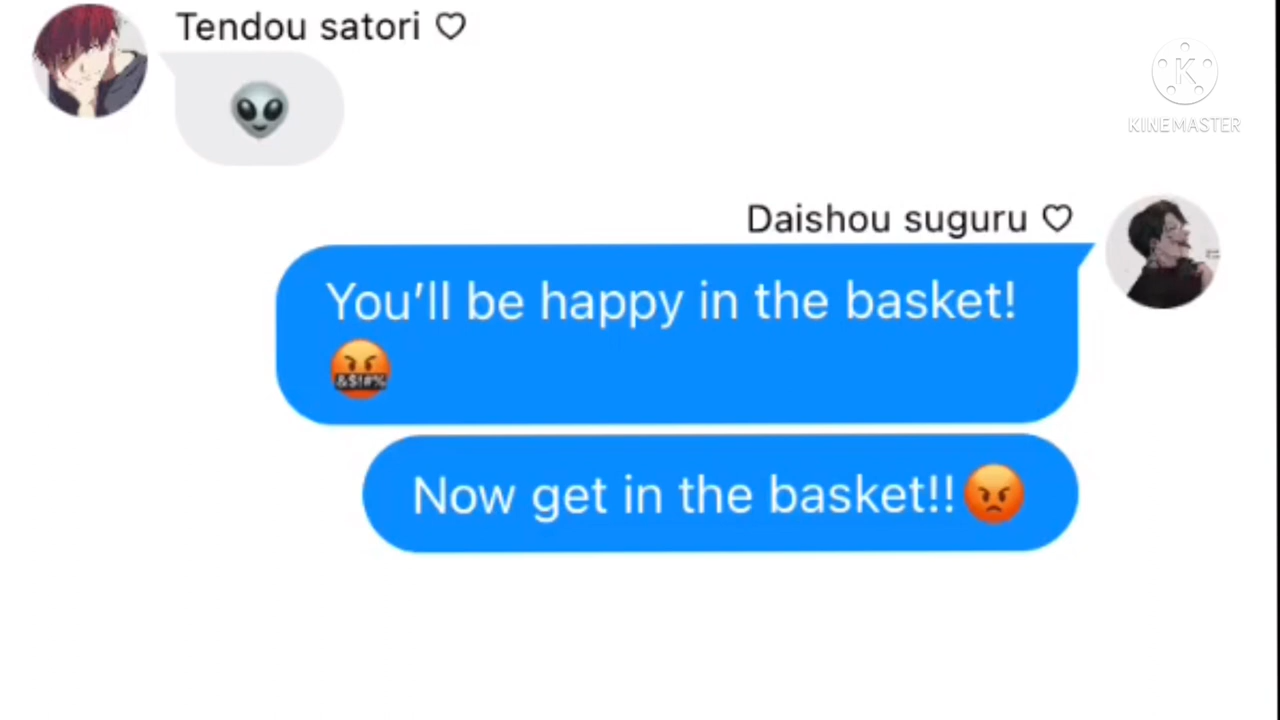 Tendou satori ♡
👽
K
KINEMASTER
Daishou suguru ♡
You’ll be happy in the basket!
🤬
Now get in the basket!!😡